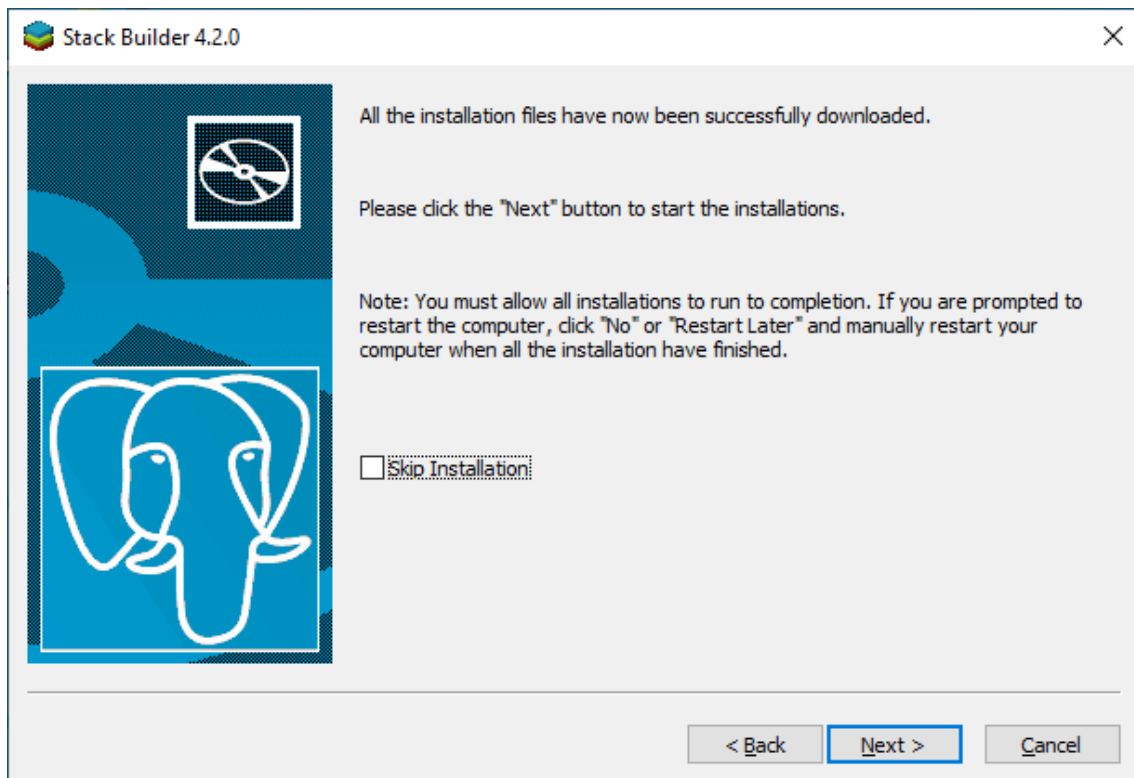 Stack Builder 4.2.0
All the installation files have now been successfully downloaded.
Please click the "Next" button to start the installations.
Note: You must allow all installations to run to completion. If you are prompted to
restart the computer, click "No" or "Restart Later" and manually restart your
computer when all the installation have finished.
Skip Installation
< Back
Next >
Cancel